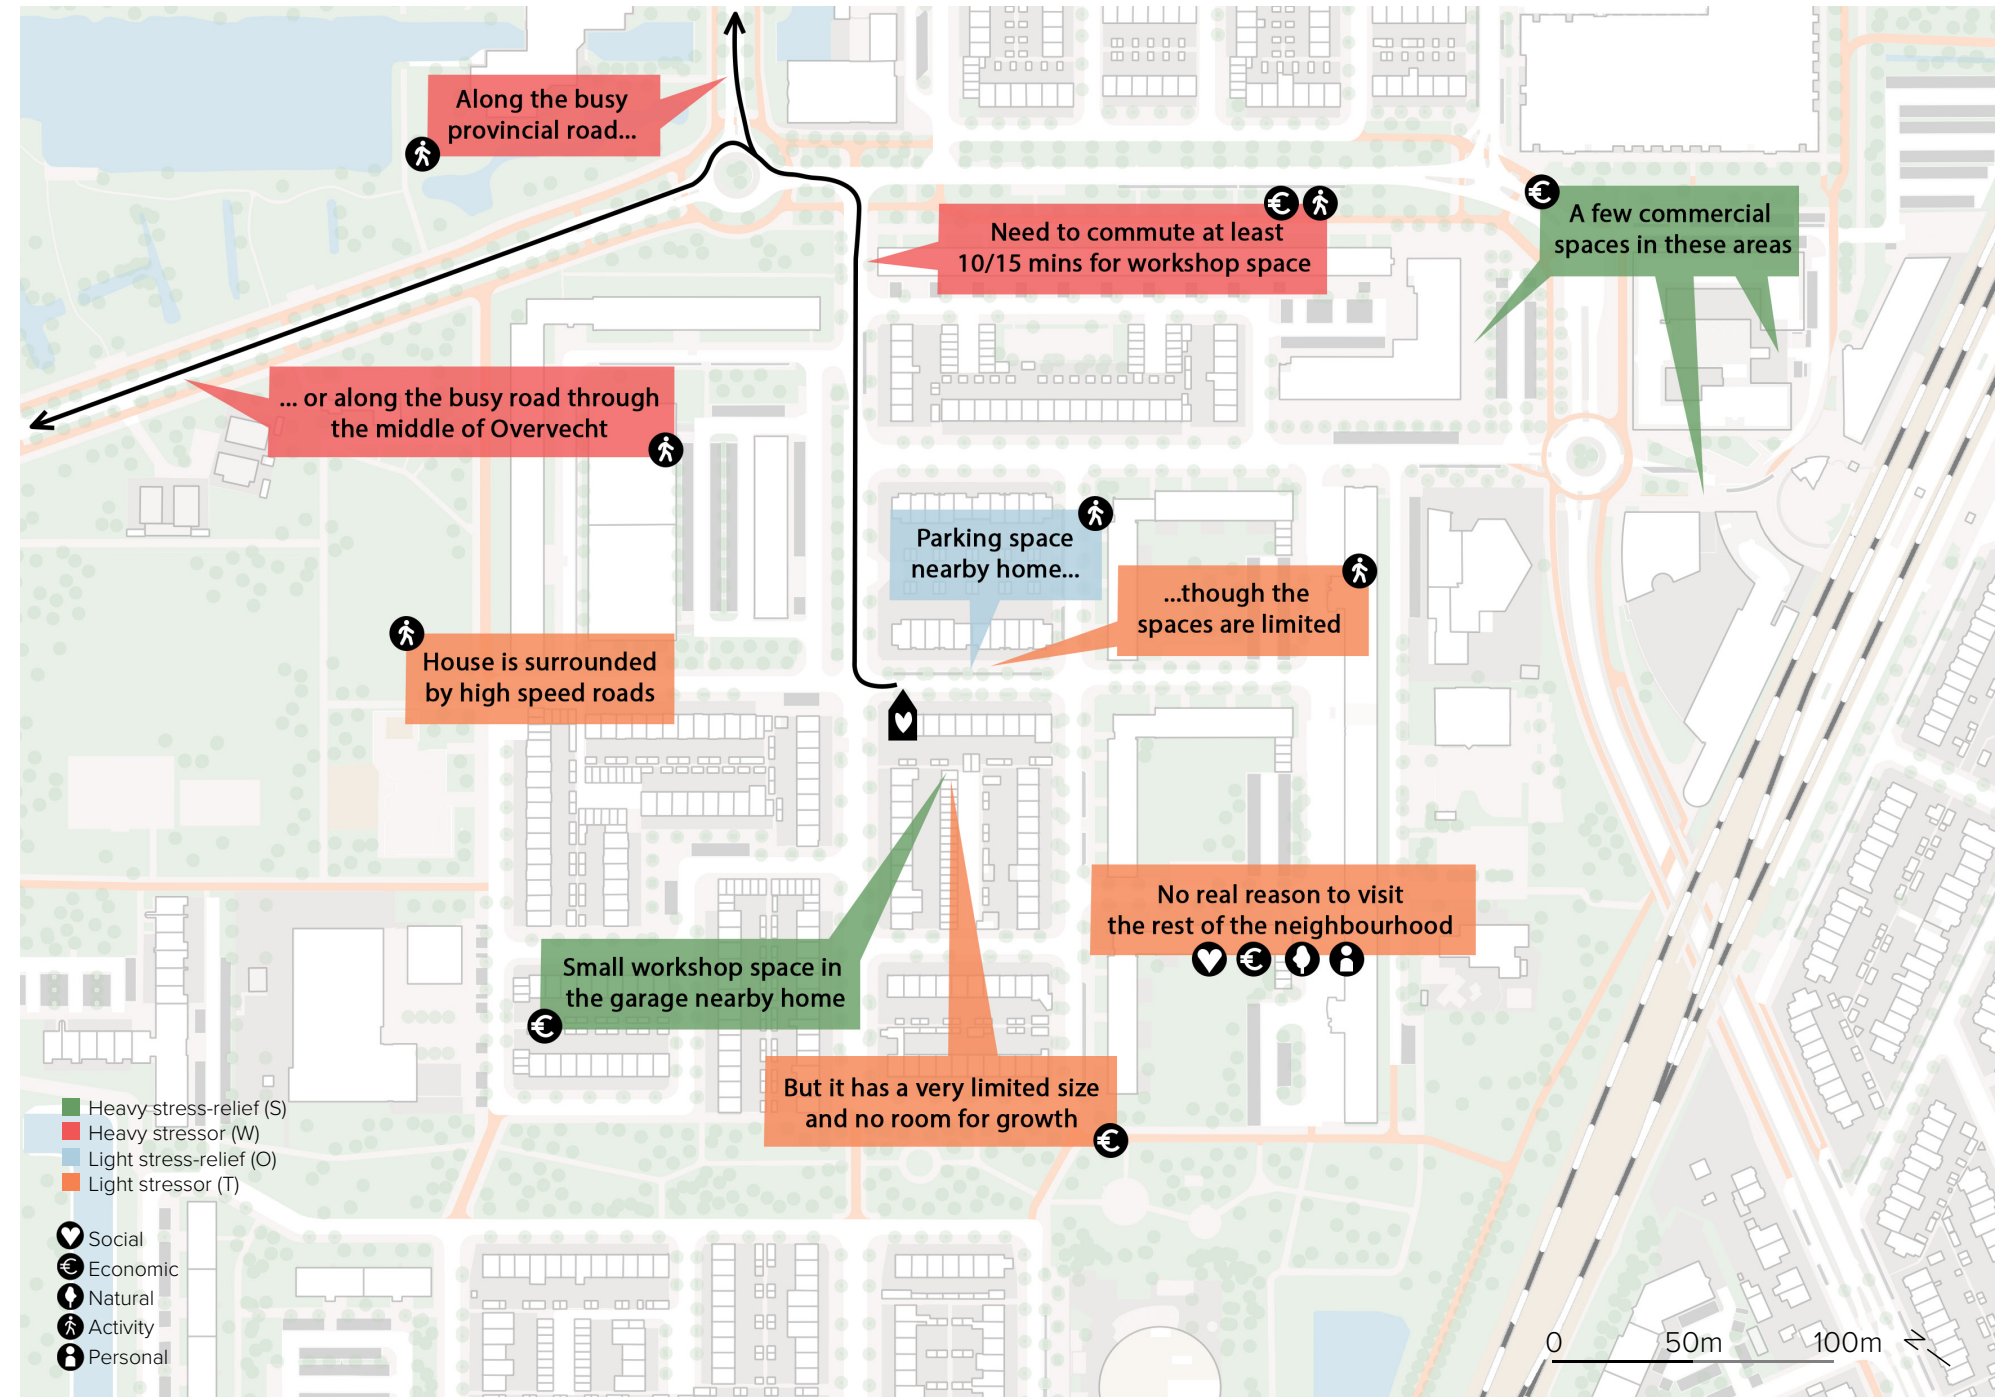 Along the busy
provincial road...
Need to commute at least
10/15 mins for workshop space
A few commercial
spaces in these areas
... or along the busy road through
the middle of Overvecht
Parking space
nearby home...
...though the
spaces are limited
House is surrounded
by high speed roads
No real reason to visit
the rest of the neighbourhood
Small workshop space in
the garage nearby home
But it has a very limited size
and no room for growth
Heavy stress-relief (S)
Heavy stressor (W)
Light stress-relief (O)
Light stressor (T)
Social
Economic
Natural
Activity
Personal
0 50m 100m
N